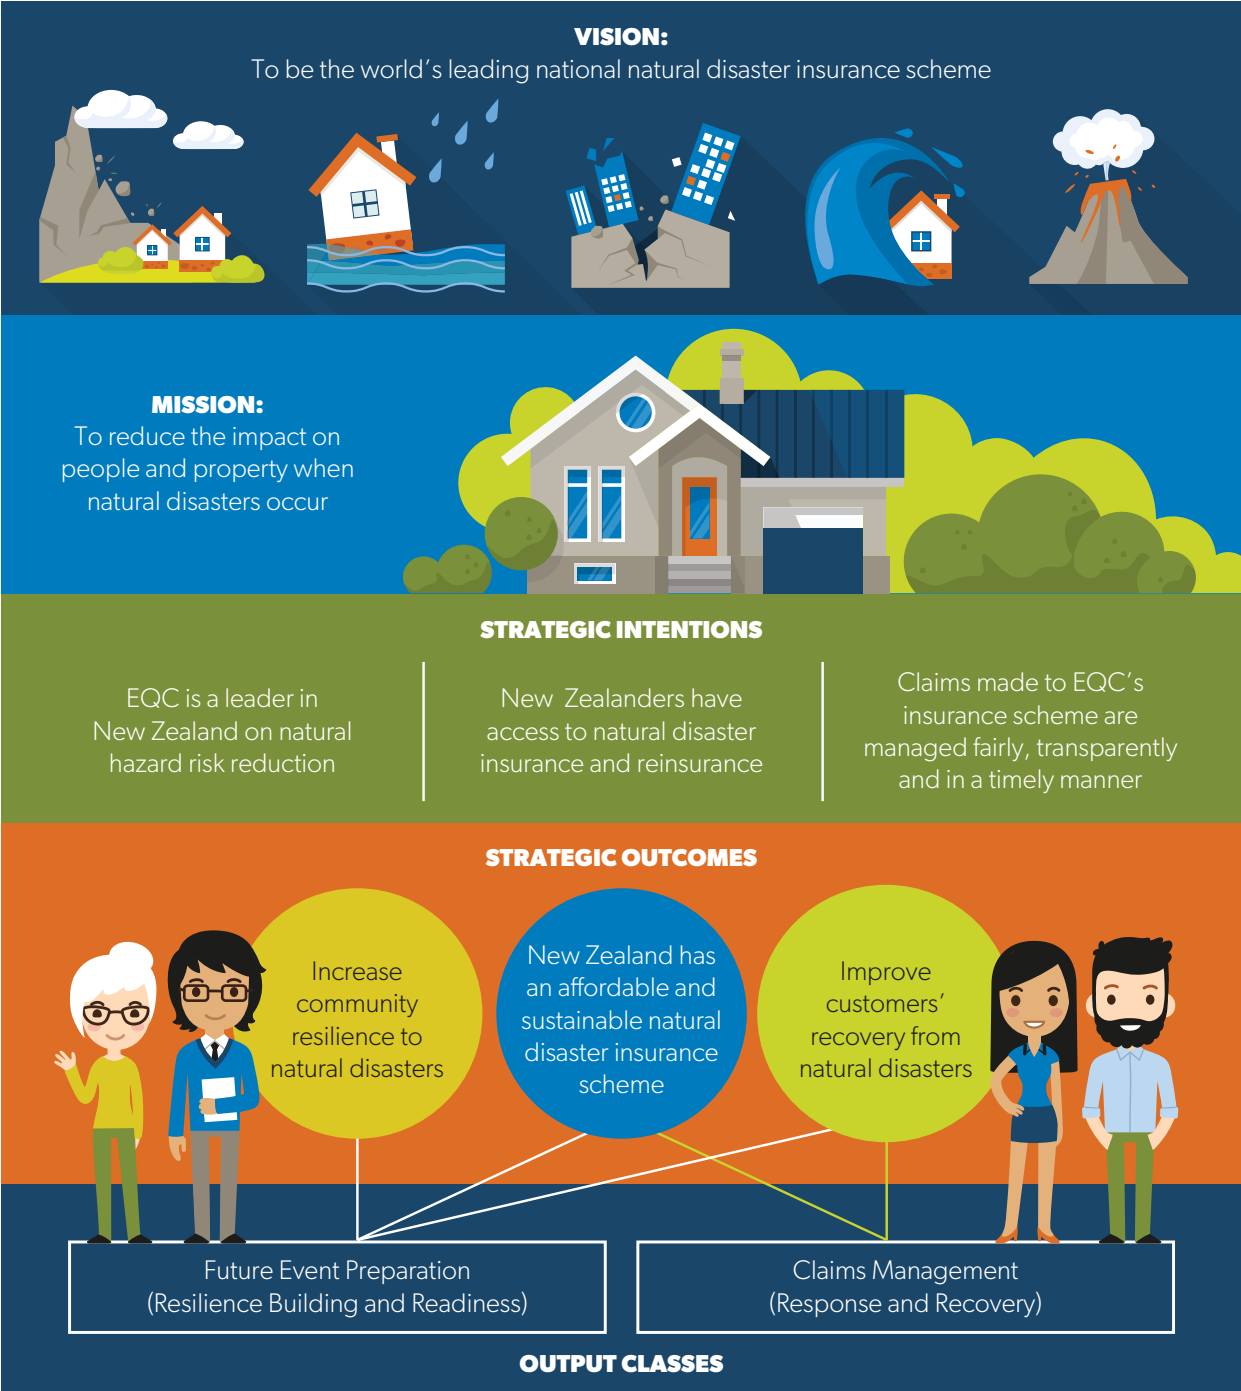 VISION:
To be the world's leading national natural disaster insurance scheme
MISSION:
To reduce the impact on
people and property when
natural disasters occur
STRATEGIC INTENTIONS
EQC is a leader in
New Zealand on natural
hazard risk reduction
New Zealanders have
access to natural disaster
insurance and reinsurance
Claims made to EQC's
insurance scheme are
managed fairly, transparently
and in a timely manner
STRATEGIC OUTCOMES
Increase
community
resilience to
natural disasters
New Zealand has
an affordable and
sustainable natural
disaster insurance
scheme
Improve
customers'
recovery from
natural disasters
Future Event Preparation
(Resilience Building and Readiness)
Claims Management
(Response and Recovery)
OUTPUT CLASSES